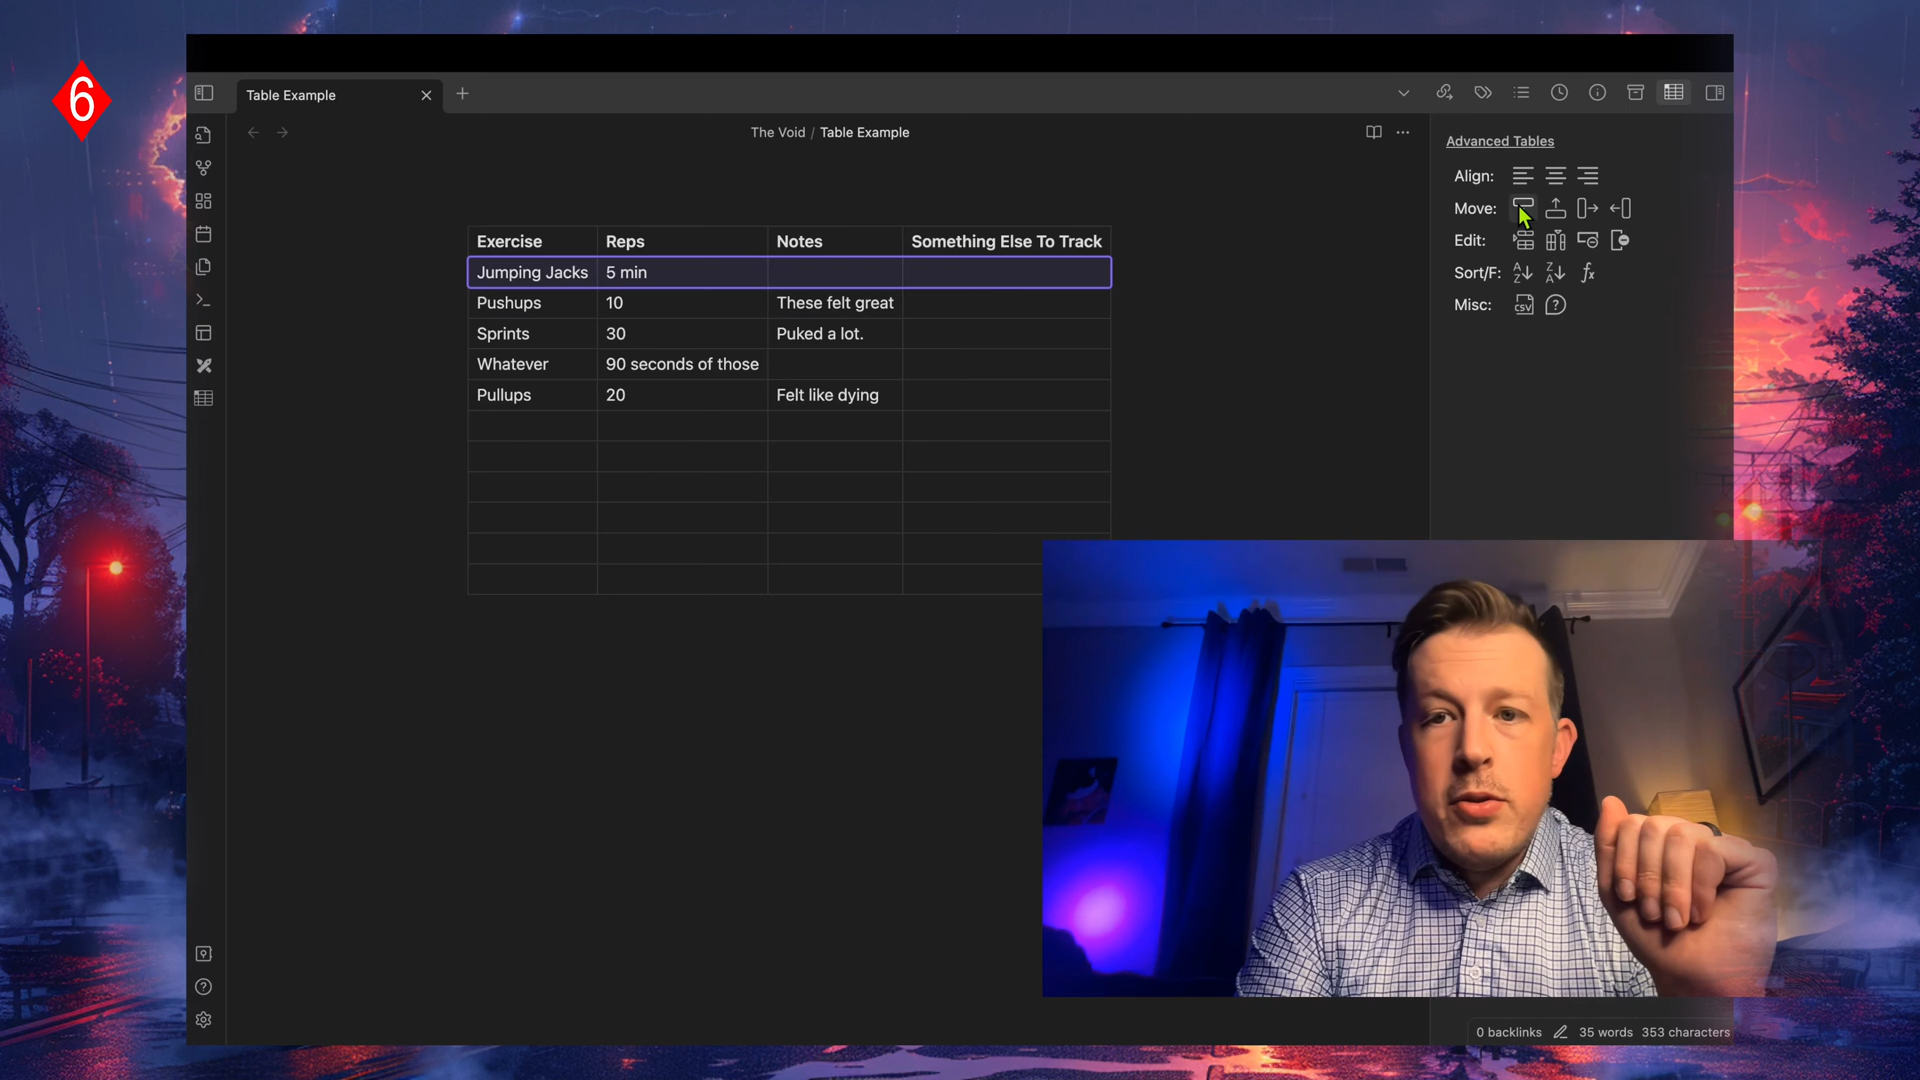 6
Table Example
The Void / Table Example
Advanced Tables
Align:
Move:
Edit:
Sort/F:
Misc:
CSV
Exercise Reps Notes Something Else To Track
Jumping Jacks 5 min
Pushups 10 These felt great
Sprints 30 Puked a lot.
Whatever 90 seconds of those
Pullups 20 Felt like dying
0 backlinks 35 words 353 characters